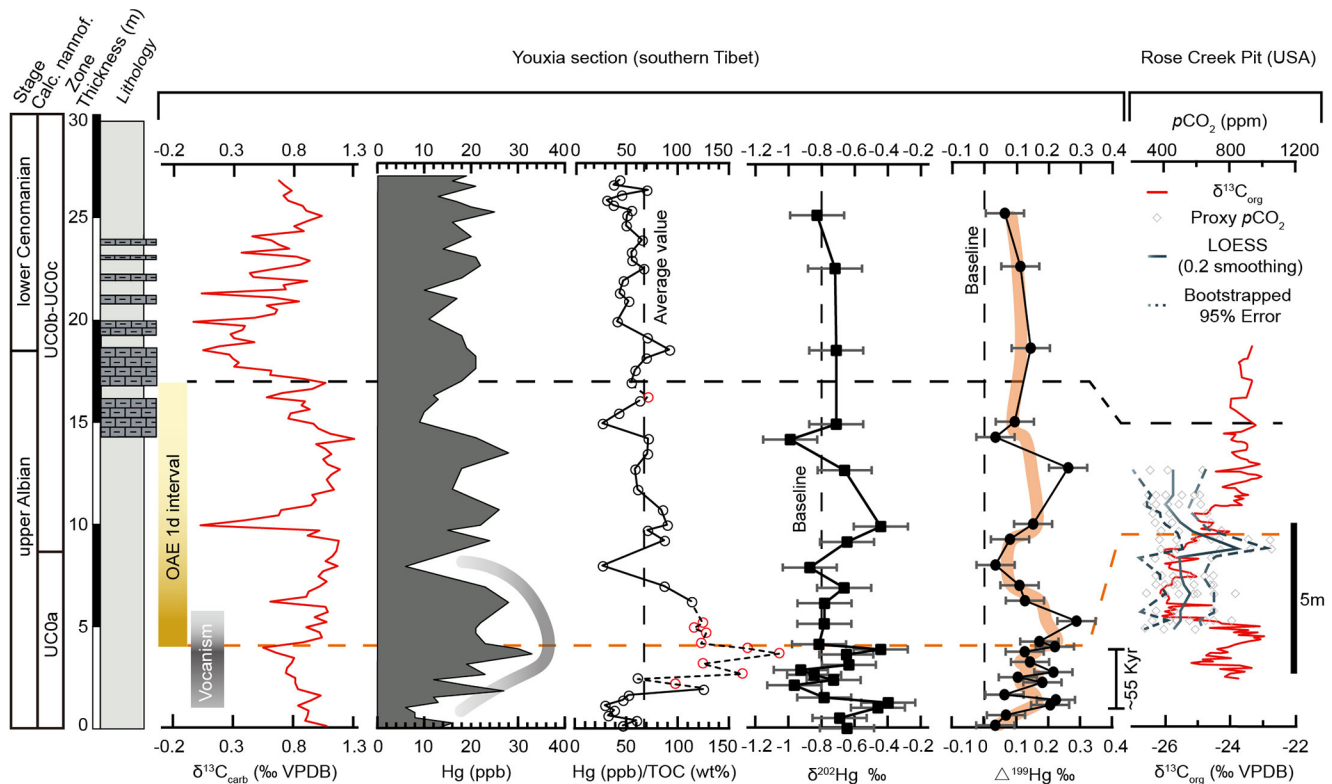 Youxia section (southern Tibet)
Rose Creek Pit (USA)
Stage
Calc. nannof.
Zone
Thickness (m)
Lithology
30
25
20
15
10
5
0
lower Cenomanian
upper Albian
UC0b-UC0c
UC0a
OAE 1d interval
Vocanism
-0.2 0.3 0.8 1.3
0 10 20 30 40
0 50 100 150
-1.2 -1 -0.8 -0.6 -0.4 -0.2
-0.1 0 0.1 0.2 0.3 0.4
pCO₂ (ppm)
400 800 1200
Average value
Baseline
Baseline
δ¹³Corg
Proxy pCO₂
LOESS
(0.2 smoothing)
Bootstrapped
95% Error
5m
~55 Kyr
-0.2 0.3 0.8 1.3
0 10 20 30 40
0 50 100 150
-1.2 -1 -0.8 -0.6 -0.4 -0.2
-0.1 0 0.1 0.2 0.3 0.4
-26 -24 -22
δ¹³Ccarb (‰ VPDB)
Hg (ppb)
Hg (ppb)/TOC (wt%)
δ²⁰²Hg ‰
△¹⁹⁹Hg ‰
δ¹³Corg (‰ VPDB)